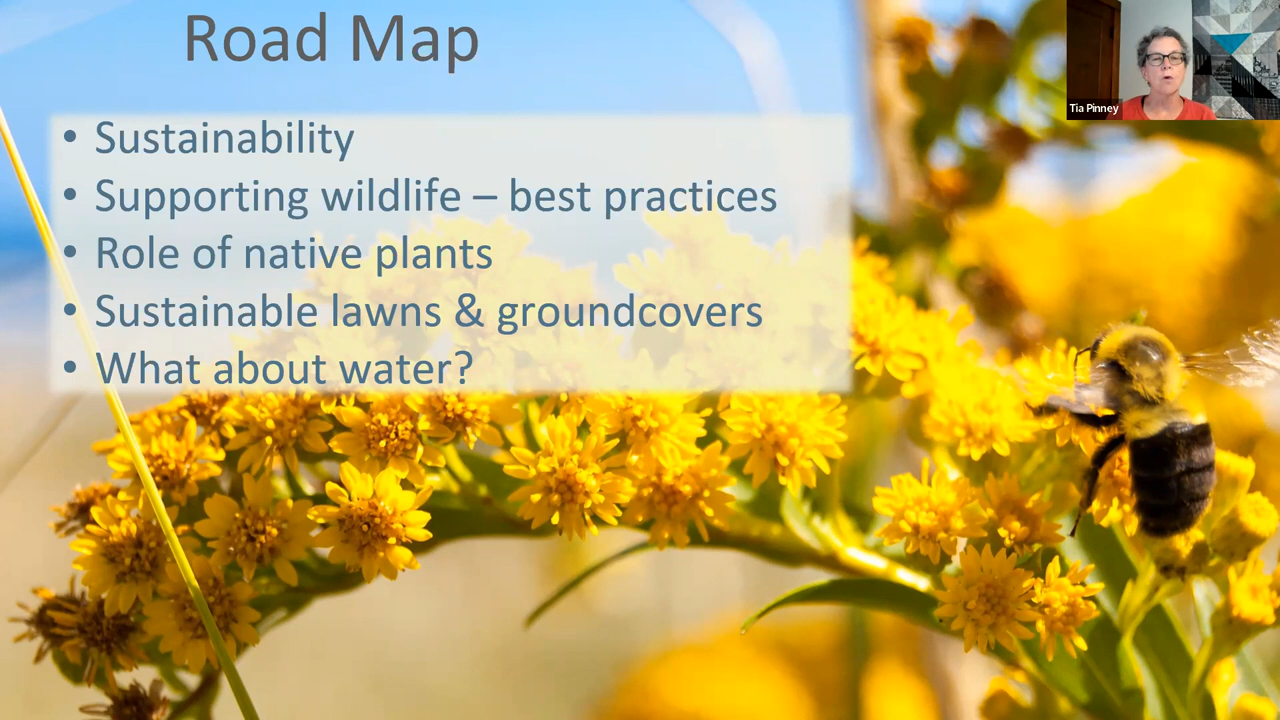 Road Map
Tia Pinney
• Sustainability
• Supporting wildlife – best practices
• Role of native plants
• Sustainable lawns & groundcovers
• What about water?